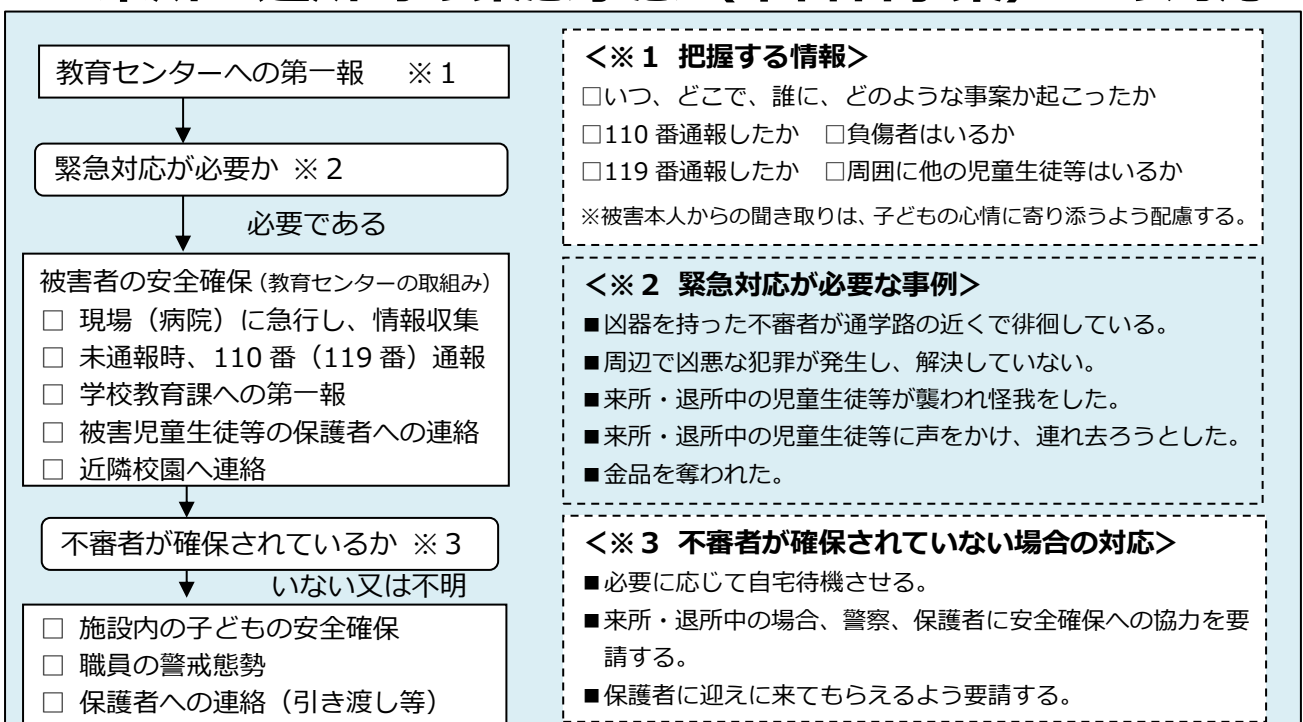 教育センターへの第一報　※１
緊急対応が必要か ※２
必要である
被害者の安全確保（教育センターの取組み）
□ 現場（病院）に急行し、情報収集
□ 未通報時、110 番（119 番）通報
□ 学校教育課への第一報
□ 被害児童生徒等の保護者への連絡
□ 近隣校園へ連絡
不審者が確保されているか ※３
いない又は不明
□ 施設内の子どもの安全確保
□ 職員の警戒態勢
□ 保護者への連絡（引き渡し等）
＜※１ 把握する情報＞
□いつ、どこで、誰に、どのような事案か起こったか
□110 番通報したか　□負傷者はいるか
□119 番通報したか　□周囲に他の児童生徒等はいるか
※被害本人からの聞き取りは、子どもの心情に寄り添うよう配慮する。
＜※２ 緊急対応が必要な事例＞
■凶器を持った不審者が通学路の近くで徘徊している。
■周辺で凶悪な犯罪が発生し、解決していない。
■来所・退所中の児童生徒等が襲われ怪我をした。
■来所・退所中の児童生徒等に声をかけ、連れ去ろうとした。
■金品を奪われた。
＜※３ 不審者が確保されていない場合の対応＞
■必要に応じて自宅待機させる。
■来所・退所中の場合、警察、保護者に安全確保への協力を要
請する。
■保護者に迎えに来てもらえるよう要請する。